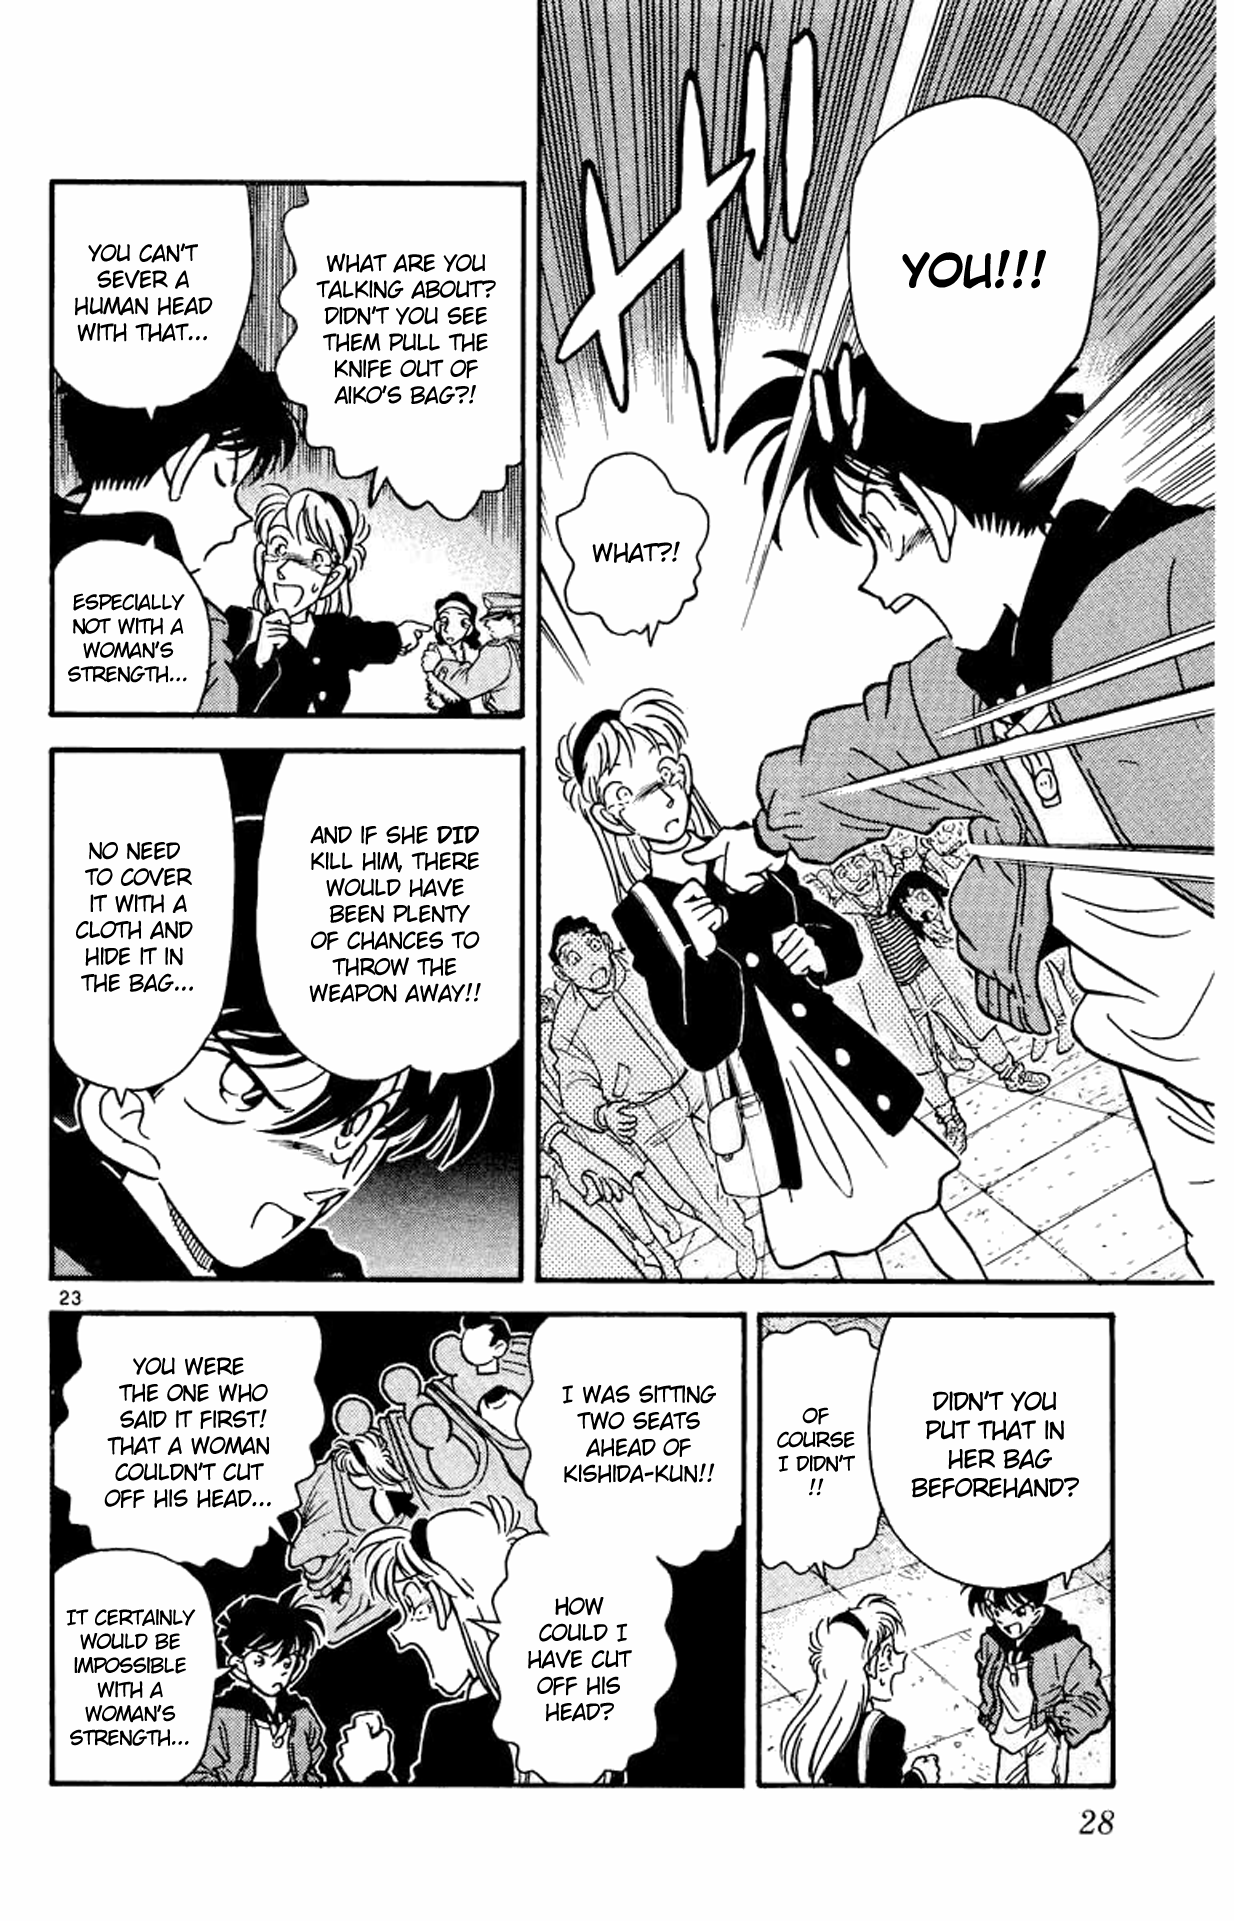 YOU!!!
ザッ
WHAT?!
WHAT ARE YOU
TALKING ABOUT?
DIDN'T YOU SEE
THEM PULL THE
KNIFE OUT OF
AIKO'S BAG?!
YOU CAN'T
SEVER A
HUMAN HEAD
WITH THAT...
ESPECIALLY
NOT WITH A
WOMAN'S
STRENGTH...
AND IF SHE DID
KILL HIM, THERE
WOULD HAVE
BEEN PLENTY
OF CHANCES TO
THROW THE
WEAPON AWAY!!
NO NEED
TO COVER
IT WITH A
CLOTH AND
HIDE IT IN
THE BAG...
23
DIDN'T YOU
PUT THAT IN
HER BAG
BEFOREHAND?
OF
COURSE
I DIDN'T
!!
I WAS SITTING
TWO SEATS
AHEAD OF
KISHIDA-KUN!!
HOW
COULD I
HAVE CUT
OFF HIS
HEAD?
YOU WERE
THE ONE WHO
SAID IT FIRST!
THAT A WOMAN
COULDN'T CUT
OFF HIS HEAD...
IT CERTAINLY
WOULD BE
IMPOSSIBLE
WITH A
WOMAN'S
STRENGTH...
28